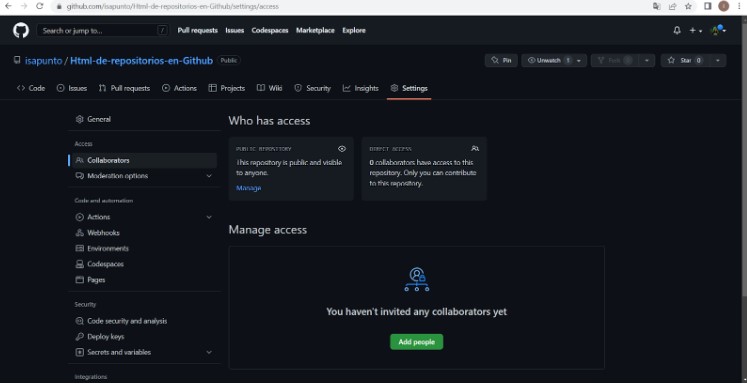 github.com/isapunto/Html-de-repositorios-en-Github/settings/access
Search or jump to... /
Pull requests Issues Codespaces Marketplace Explore
isapunto / Html-de-repositorios-en-Github Public
Pin Unwatch 1 Fork 0 Star 0
Code Issues Pull requests Actions Projects Wiki Security Insights Settings
General
Access
Collaborators
Moderation options
Code and automation
Actions
Webhooks
Environments
Codespaces
Pages
Security
Code security and analysis
Deploy keys
Secrets and variables
Integrations
Who has access
PUBLIC REPOSITORY
This repository is public and visible
to anyone.
Manage
DIRECT ACCESS
0 collaborators have access to this
repository. Only you can contribute
to this repository.
Manage access
You haven't invited any collaborators yet
Add people